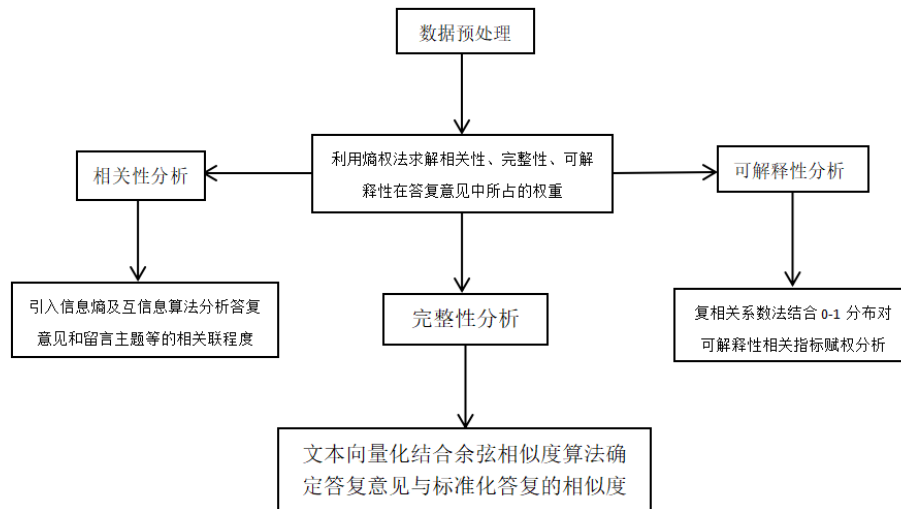 数据预处理
利用熵权法求解相关性、完整性、可解
释性在答复意见中所占的权重
相关性分析
可解释性分析
引入信息熵及互信息算法分析答复
意见和留言主题等的相关联程度
完整性分析
复相关系数法结合 0-1 分布对
可解释性相关指标赋权分析
文本向量化结合余弦相似度算法确
定答复意见与标准化答复的相似度